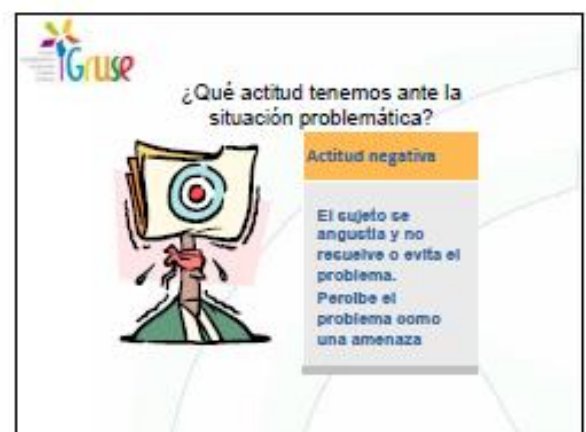 Gruse
¿Qué actitud tenemos ante la
situación problemática?
Actitud negativa
El sujeto se
angustia y no
resuelve o evita el
problema.
Percibe el
problema como
una amenaza